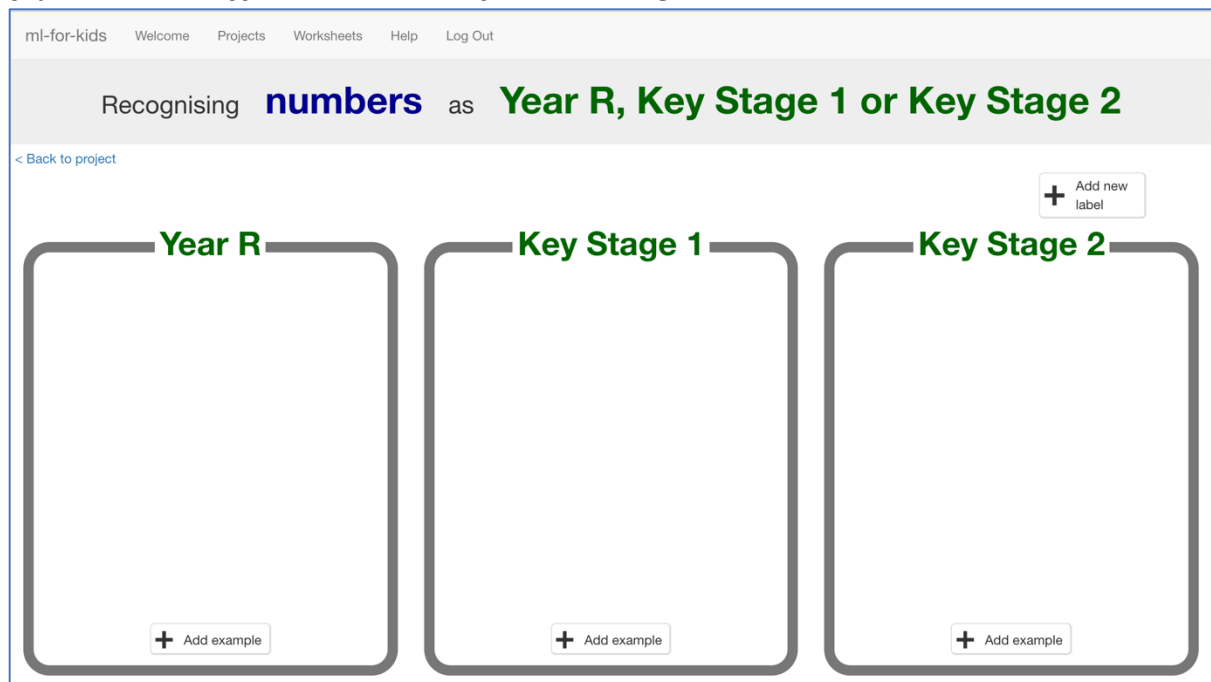 ml-for-kids Welcome Projects Worksheets Help Log Out
Recognising numbers as Year R, Key Stage 1 or Key Stage 2
< Back to project
+ Add new
label
Year R Key Stage 1 Key Stage 2
+ Add example + Add example + Add example